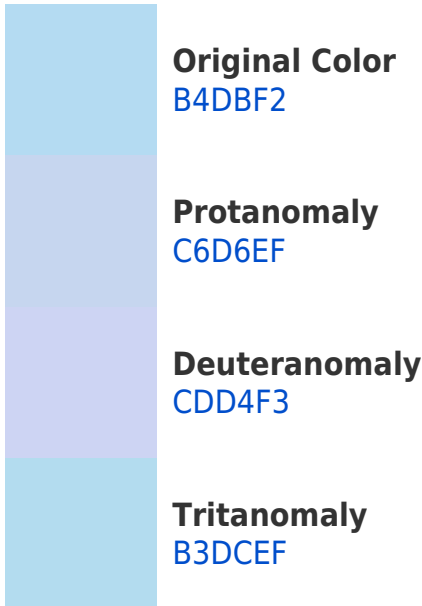 Original Color
B4DBF2
Protanomaly
C6D6EF
Deuteranomaly
CDD4F3
Tritanomaly
B3DCEF